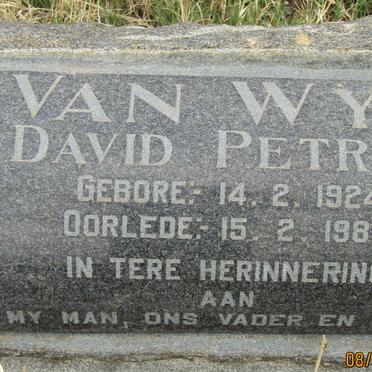 VAN WY
DAVID PETR
GEBORE:- 14. 2. 1924
OORLEDE:- 15. 2. 198
IN TERE HERINNERIN
AAN
MY MAN, ONS VADER EN
08/